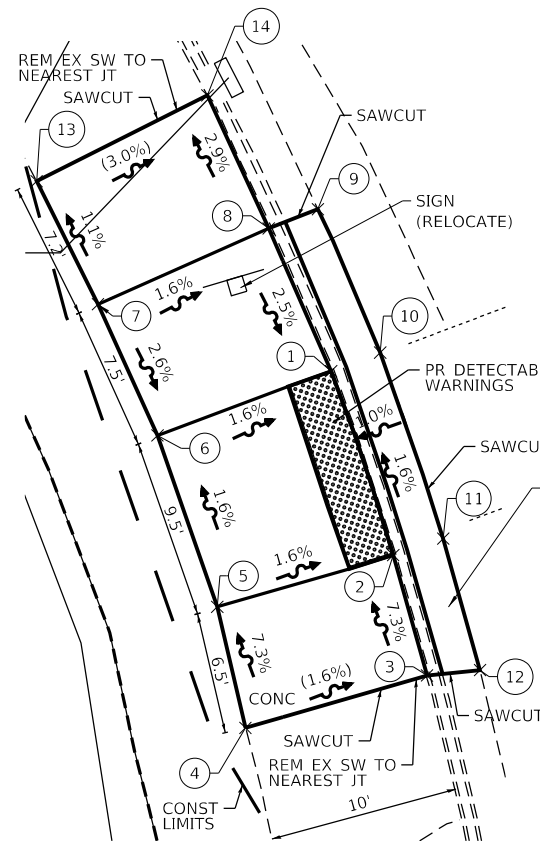 14
REM EX SW TO
NEAREST JT
SAWCUT
13
SAWCUT
(3.0%)
2.9%
9
SIGN
(RELOCATE)
8
1.1%
7.2'
1.6%
7
2.5%
10
7.5'
2.6%
1
PR DETECTAB
WARNINGS
1.6%
6
1.6%
SAWCU
9.5'
1.6%
11
1.6%
5
2
7.3%
7.3%
6.5'
3
12
(1.6%)
CONC
SAWCUT
SAWCUT
4
REM EX SW TO
NEAREST JT
CONST
LIMITS
10'